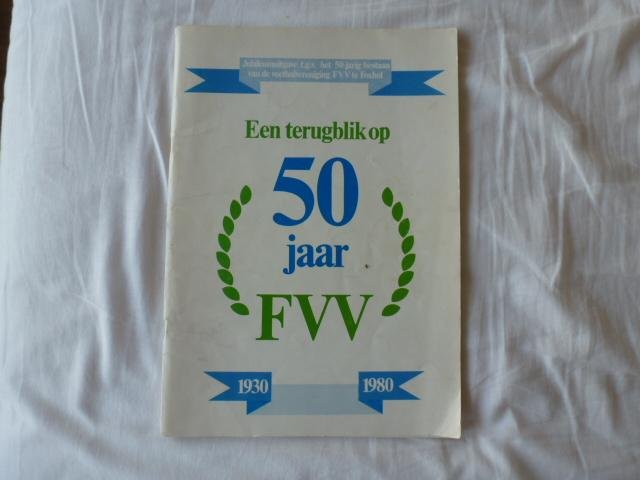 Jubileumuitgave t.g.v. het 50 jarig bestaan
van de voetbalvereniging FVV te Foxhol
Een terugblik op
50
jaar
FVV
1930 1980